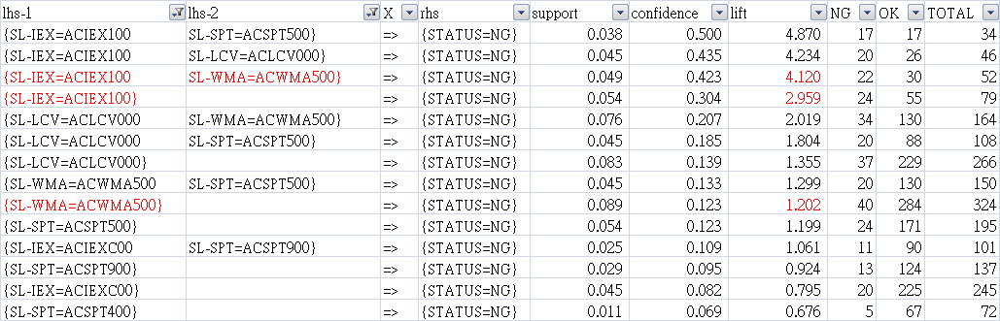 lhs-1 lhs-2 X rhs support confidence lift NG OK TOTAL
{SL-IEX=ACIEX100 SL-SPT=ACSPT500} => {STATUS=NG} 0.038 0.500 4.870 17 17 34
{SL-IEX=ACIEX100 SL-LCV=ACLCV000} => {STATUS=NG} 0.045 0.435 4.234 20 26 46
{SL-IEX=ACIEX100 SL-WMA=ACWMA500} => {STATUS=NG} 0.049 0.423 4.120 22 30 52
{SL-IEX=ACIEX100} => {STATUS=NG} 0.054 0.304 2.959 24 55 79
{SL-LCV=ACLCV000 SL-WMA=ACWMA500} => {STATUS=NG} 0.076 0.207 2.019 34 130 164
{SL-LCV=ACLCV000 SL-SPT=ACSPT500} => {STATUS=NG} 0.045 0.185 1.804 20 88 108
{SL-LCV=ACLCV000} => {STATUS=NG} 0.083 0.139 1.355 37 229 266
{SL-WMA=ACWMA500 SL-SPT=ACSPT500} => {STATUS=NG} 0.045 0.133 1.299 20 130 150
{SL-WMA=ACWMA500} => {STATUS=NG} 0.089 0.123 1.202 40 284 324
{SL-SPT=ACSPT500} => {STATUS=NG} 0.054 0.123 1.199 24 171 195
{SL-IEX=ACIEXC00 SL-SPT=ACSPT900} => {STATUS=NG} 0.025 0.109 1.061 11 90 101
{SL-SPT=ACSPT900} => {STATUS=NG} 0.029 0.095 0.924 13 124 137
{SL-IEX=ACIEXC00} => {STATUS=NG} 0.045 0.082 0.795 20 225 245
{SL-SPT=ACSPT400} => {STATUS=NG} 0.011 0.069 0.676 5 67 72